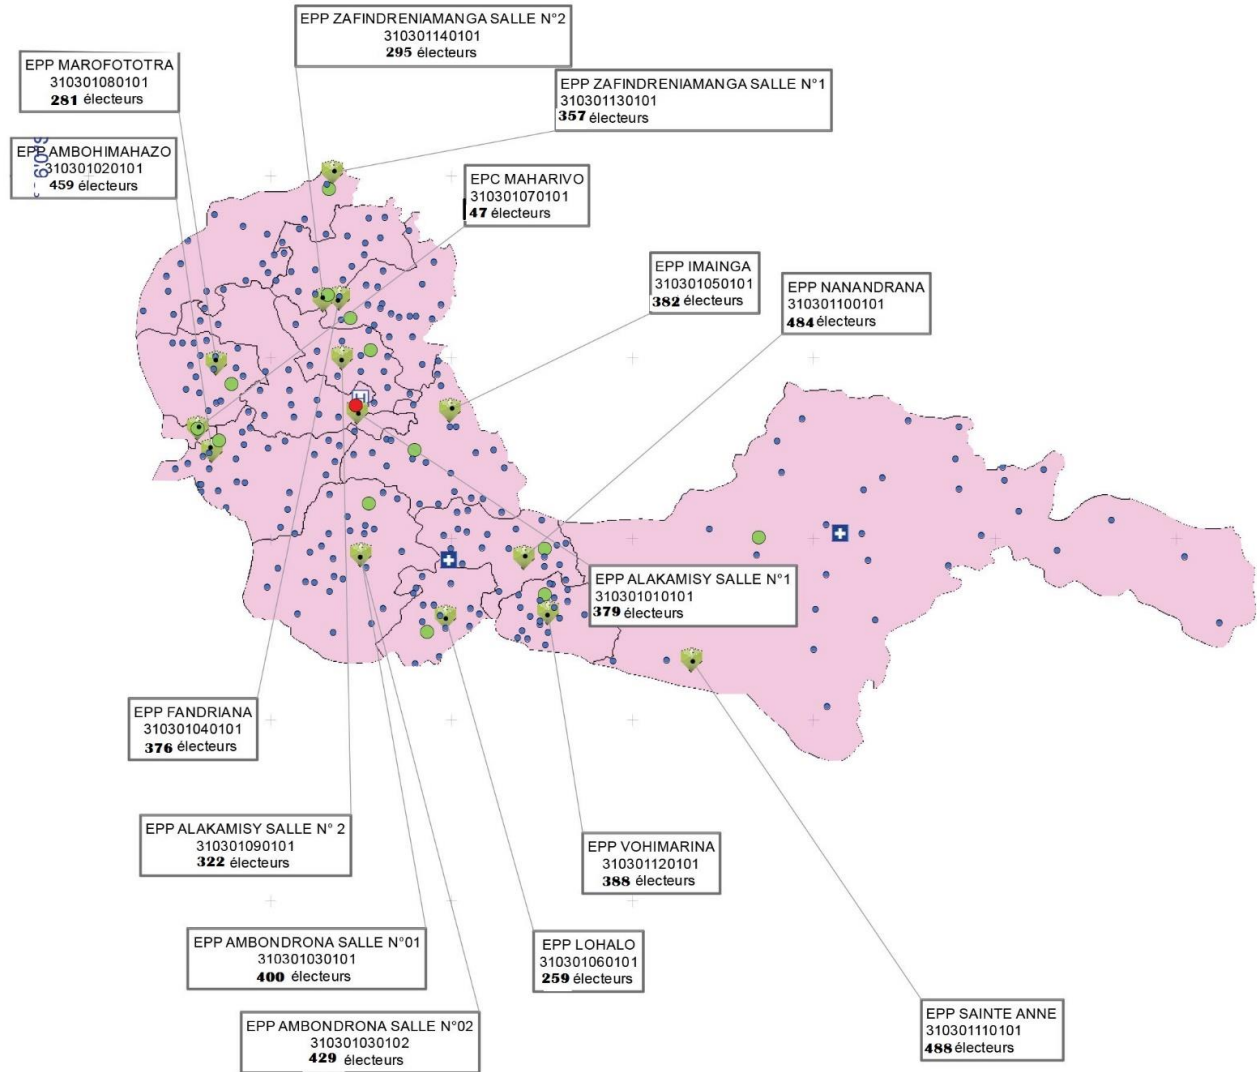 EPP ZAFINDRENIAMANGA SALLE N°2
310301140101
295 électeurs
EPP MAROFOTOTRA
310301080101
281 électeurs
EPP ZAFINDRENIAMANGA SALLE N°1
310301130101
357 électeurs
EPP AMBOHIMAHAZO
310301020101
459 électeurs
EPC MAHARIVO
310301070101
47 électeurs
EPP IMAINGA
310301050101
382 électeurs
EPP NANANDRANA
310301100101
484 électeurs
H
EPP ALAKAMISY SALLE N°1
310301010101
379 électeurs
EPP FANDRIANA
310301040101
376 électeurs
EPP ALAKAMISY SALLE N° 2
310301090101
322 électeurs
EPP VOHIMARINA
310301120101
388 électeurs
EPP AMBONDRONA SALLE N°01
310301030101
400 électeurs
EPP LOHALO
310301060101
259 électeurs
EPP AMBONDRONA SALLE N°02
310301030102
429 électeurs
EPP SAINTE ANNE
310301110101
488 électeurs